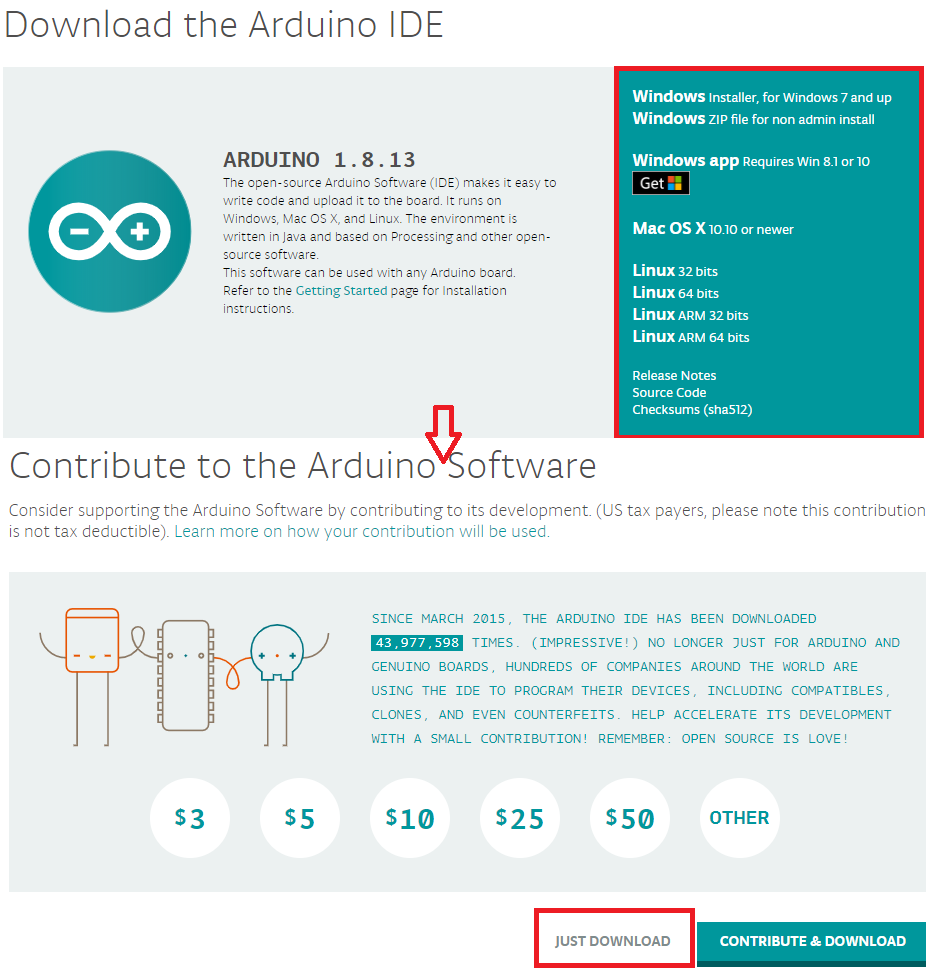 Download the Arduino IDE
ARDUINO 1.8.13
The open-source Arduino Software (IDE) makes it easy to
write code and upload it to the board. It runs on
Windows, Mac OS X, and Linux. The environment is
written in Java and based on Processing and other open-
source software.
This software can be used with any Arduino board.
Refer to the Getting Started page for Installation
instructions.
Windows Installer, for Windows 7 and up
Windows ZIP file for non admin install
Windows app Requires Win 8.1 or 10
Get
Mac OS X 10.10 or newer
Linux 32 bits
Linux 64 bits
Linux ARM 32 bits
Linux ARM 64 bits
Release Notes
Source Code
Checksums (sha512)
Contribute to the Arduino Software
Consider supporting the Arduino Software by contributing to its development. (US tax payers, please note this contribution
is not tax deductible). Learn more on how your contribution will be used.
SINCE MARCH 2015, THE ARDUINO IDE HAS BEEN DOWNLOADED
43,977,598 TIMES. (IMPRESSIVE!) NO LONGER JUST FOR ARDUINO AND
GENUINO BOARDS, HUNDREDS OF COMPANIES AROUND THE WORLD ARE
USING THE IDE TO PROGRAM THEIR DEVICES, INCLUDING COMPATIBLES,
CLONES, AND EVEN COUNTERFEITS. HELP ACCELERATE ITS DEVELOPMENT
WITH A SMALL CONTRIBUTION! REMEMBER: OPEN SOURCE IS LOVE!
$3 $5 $10 $25 $50 OTHER
JUST DOWNLOAD CONTRIBUTE & DOWNLOAD